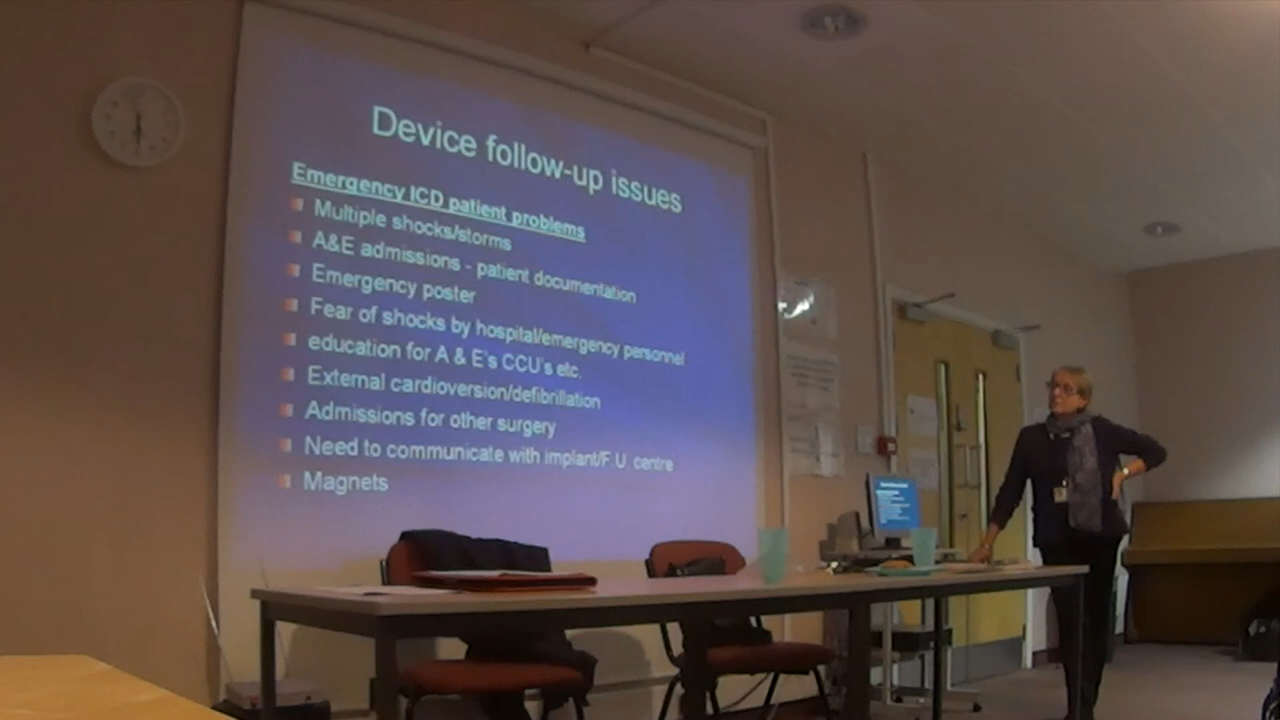 Device follow-up issues
Emergency ICD patient problems
Multiple shocks/storms
A&E admissions - patient documentation
Emergency poster
Fear of shocks by hospital/emergency personnel
education for A & E's CCU's etc.
External cardioversion/defibrillation
Admissions for other surgery
Need to communicate with implant/F.U. centre
Magnets